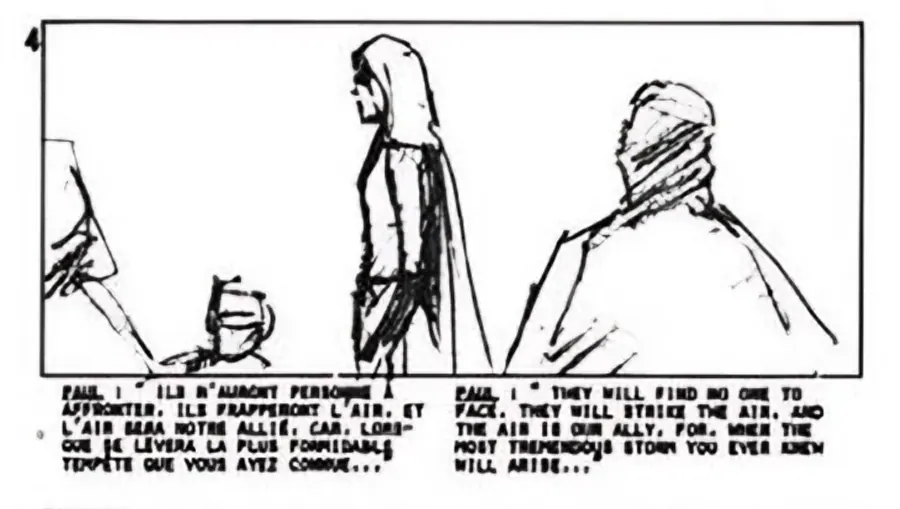 4
PAUL : " ILS N'AURONT PERSONNE À
AFFRONTER. ILS FRAPPERONT L'AIR, ET
L'AIR SERA NOTRE ALLIÉ, CAR, LORS-
QUE SE LÈVERA LA PLUS FORMIDABLE
TEMPÊTE QUE VOUS AYEZ CONNUE..."
PAUL : " THEY WILL FIND NO ONE TO
FACE. THEY WILL STRIKE THE AIR, AND
THE AIR IS OUR ALLY, FOR, WHEN THE
MOST TREMENDOUS STORM YOU EVER KNEW
WILL ARISE..."